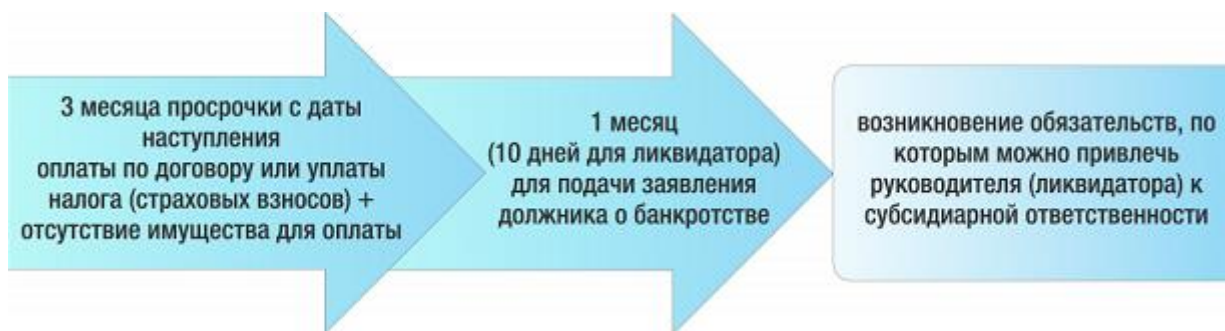 3 месяца просрочки с даты
наступления
оплаты по договору или уплаты
налога (страховых взносов) +
отсутствие имущества для оплаты
1 месяц
(10 дней для ликвидатора)
для подачи заявления
должника о банкротстве
возникновение обязательств, по
которым можно привлечь
руководителя (ликвидатора) к
субсидиарной ответственности